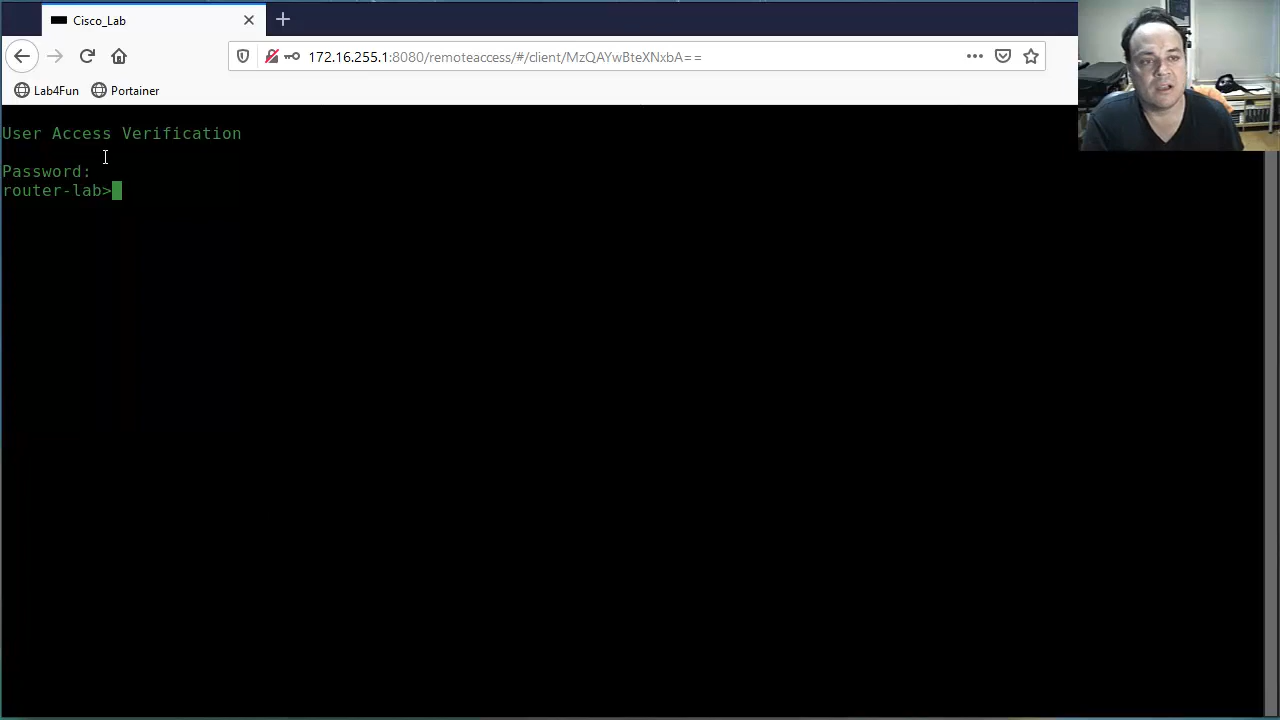 Cisco_Lab
172.16.255.1:8080/remoteaccess/#/client/MzQAYwBteXNxbA==
Lab4Fun Portainer
User Access Verification
Password:
router-lab>